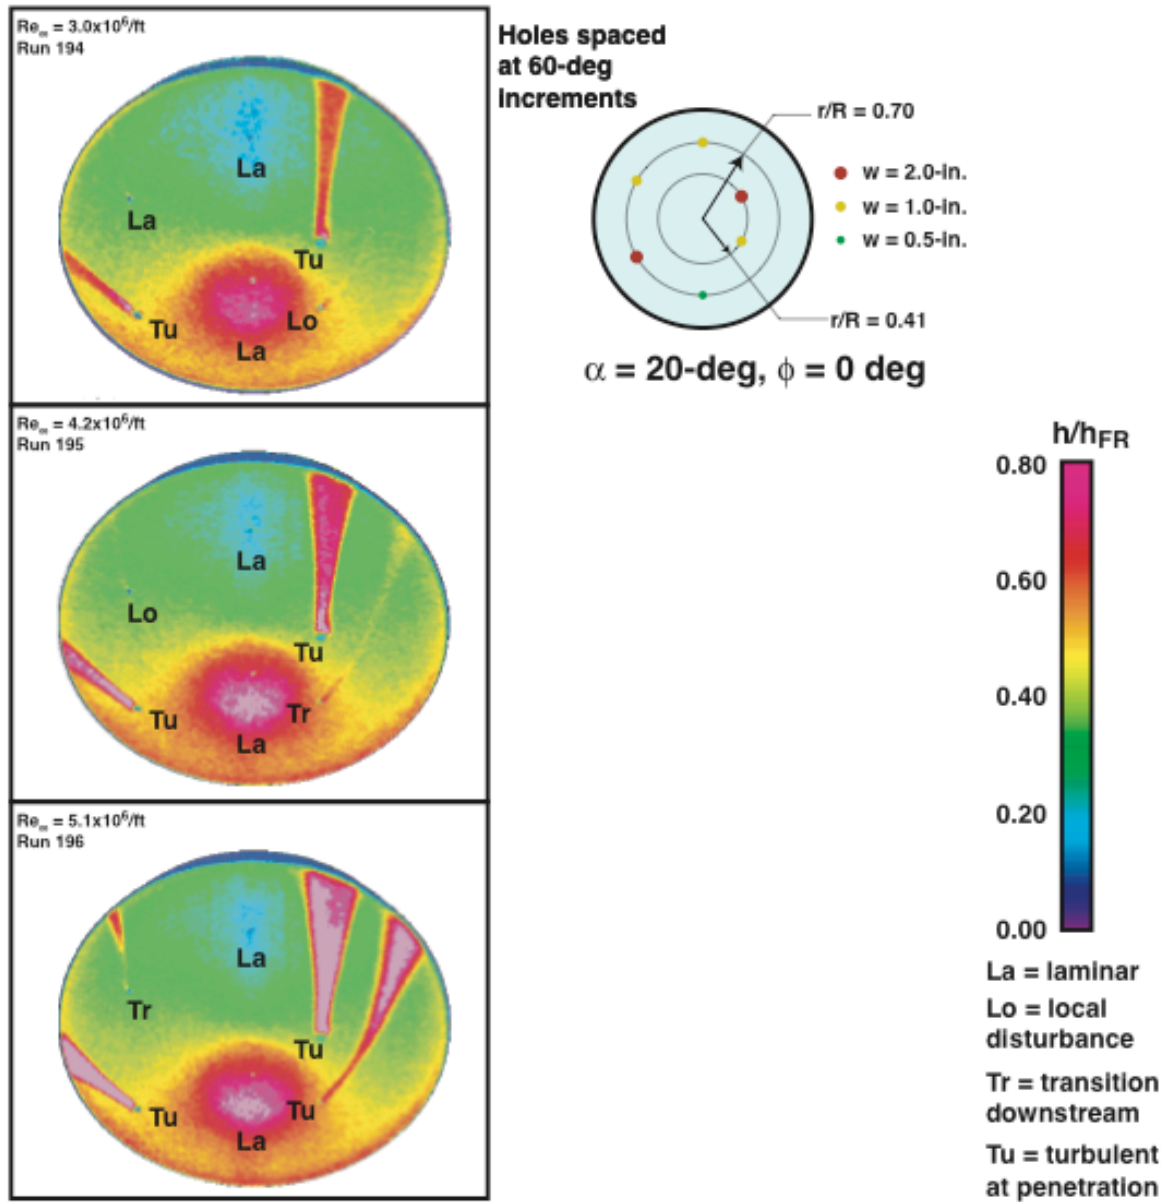 Re∞ = 3.0x10⁶/ft
Run 194
La
La
Tu
Tu
Lo
La
Holes spaced
at 60-deg
increments
r/R = 0.70
w = 2.0-in.
w = 1.0-in.
w = 0.5-in.
r/R = 0.41
α = 20-deg, ϕ = 0 deg
Re∞ = 4.2x10⁶/ft
Run 195
La
Lo
Tu
Tu
Tr
La
Re∞ = 5.1x10⁶/ft
Run 196
La
Tr
Tu
Tu
Tu
La
h/hFR
0.80
0.60
0.40
0.20
0.00
La = laminar
Lo = local
disturbance
Tr = transition
downstream
Tu = turbulent
at penetration